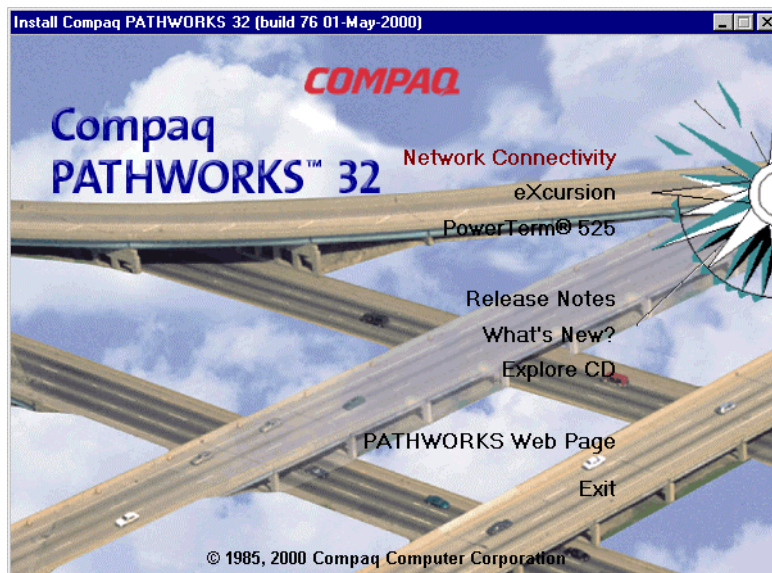 Install Compaq PATHWORKS 32 (build 76 01-May-2000)
COMPAQ
Compaq
PATHWORKS™ 32
Network Connectivity
eXcursion
PowerTerm® 525
Release Notes
What's New?
Explore CD
PATHWORKS Web Page
Exit
© 1985, 2000 Compaq Computer Corporation